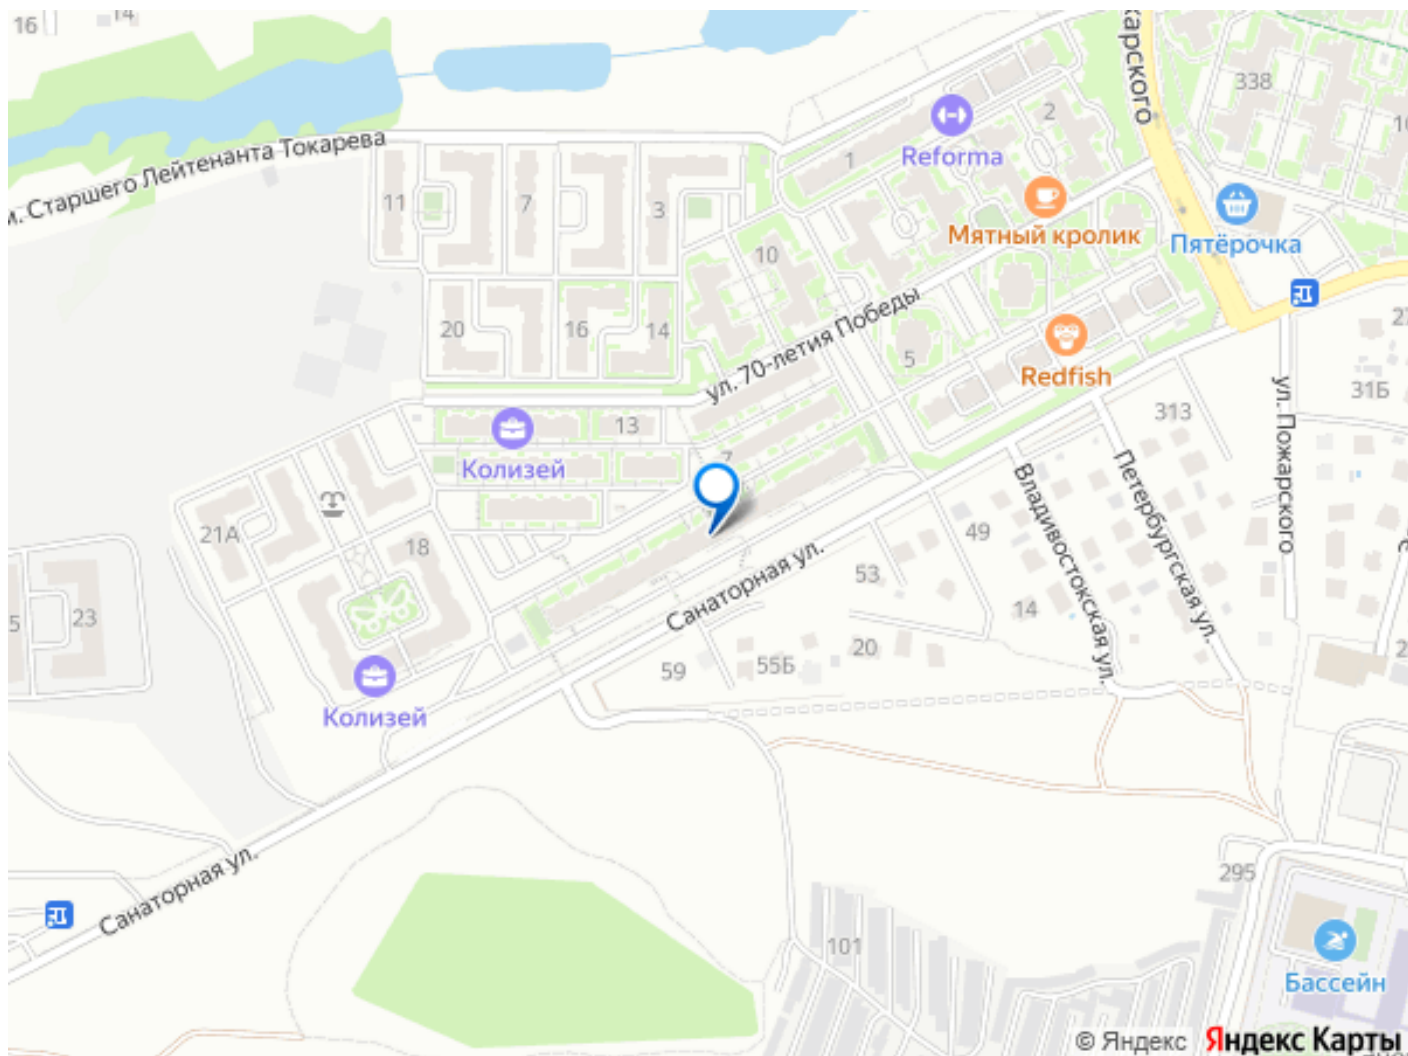 16
14
карского
338
2
Reforma
1
м. Старшего Лейтенанта Токарева
11
7
3
Мятный кролик
Пятёрочка
10
20
16
14
ул. 70-летия Победы
5
Redfish
31Б
313
13
Колизей
7
ул. Пожарского
Петербургская ул.
Владивостокская ул.
21А
18
49
53
Санаторная ул.
14
23
5
20
55Б
59
Колизей
295
Санаторная ул.
101
Бассейн
© Яндекс Яндекс Карты